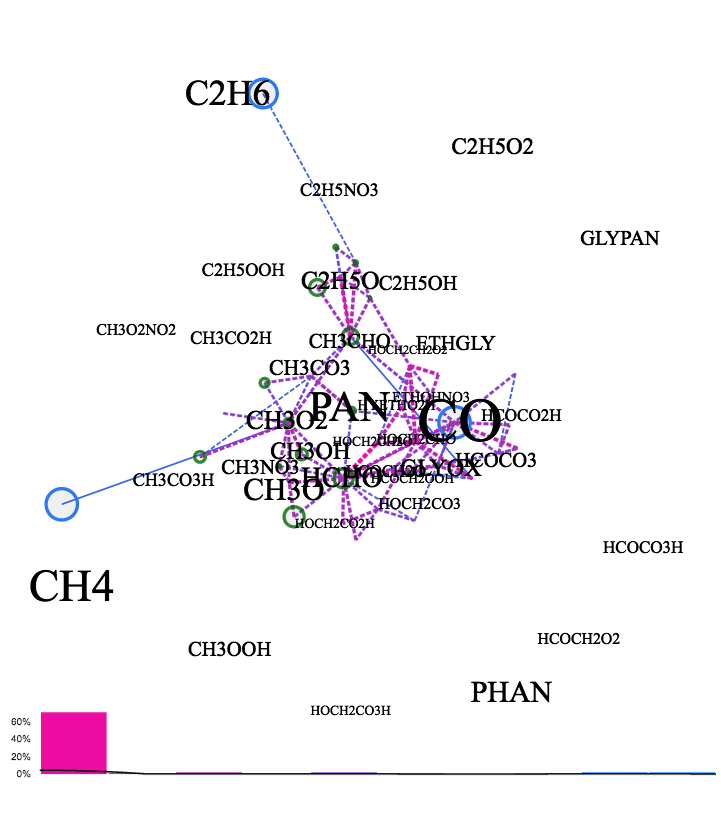 C2H6
C2H5O2
C2H5NO3
GLYPAN
C2H5OOH
C2H5O
C2H5OH
CH3O2NO2
CH3CO2H
CH3CHO
HOCH2CH2O2
ETHGLY
CH3CO3
ETHOHNO3
PAN
CO
HCOCO2H
CH3O2
HOCH2CHO
CH3OH
HCOCO3
CH3NO3
GLYOX
CH3CO3H
HCHO
HCOCH2OOH
CH3O
HOCH2CO3
HOCH2CO2H
HCOCO3H
CH4
HCOCH2O2
CH3OOH
PHAN
HOCH2CO3H
60%
40%
20%
0%